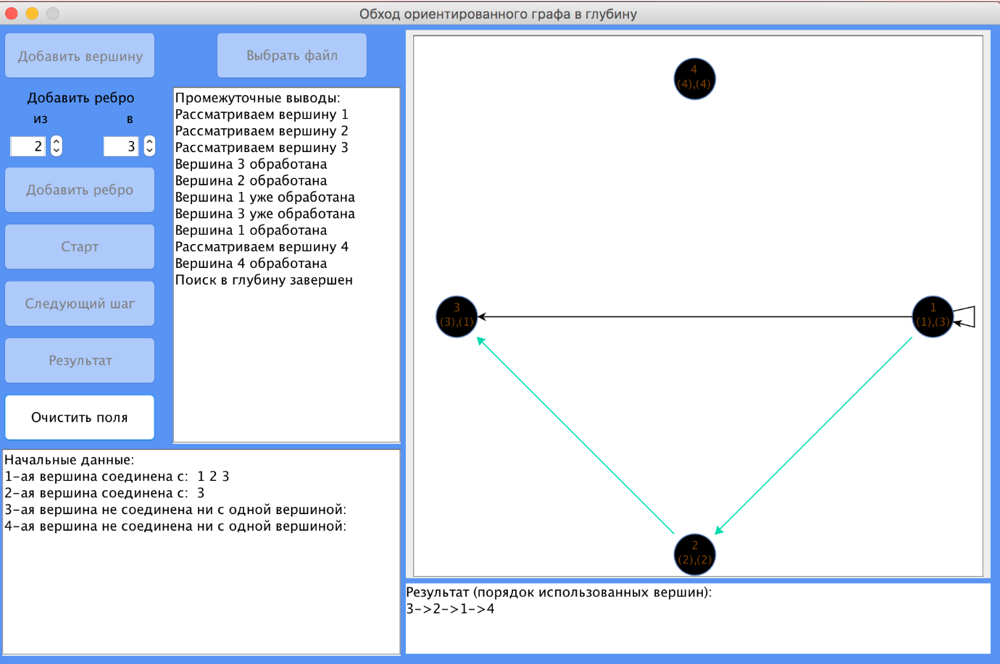 Обход ориентированного графа в глубину
Добавить вершину
Выбрать файл
Добавить ребро
из
в
2
3
Добавить ребро
Старт
Следующий шаг
Результат
Очистить поля
Промежуточные выводы:
Рассматриваем вершину 1
Рассматриваем вершину 2
Рассматриваем вершину 3
Вершина 3 обработана
Вершина 2 обработана
Вершина 1 уже обработана
Вершина 3 уже обработана
Вершина 1 обработана
Рассматриваем вершину 4
Вершина 4 обработана
Поиск в глубину завершен
Начальные данные:
1-ая вершина соединена с:  1 2 3
2-ая вершина соединена с:  3
3-ая вершина не соединена ни с одной вершиной:
4-ая вершина не соединена ни с одной вершиной:
4
(4),(4)
3
(3),(1)
1
(1),(3)
2
(2),(2)
Результат (порядок использованных вершин):
3->2->1->4